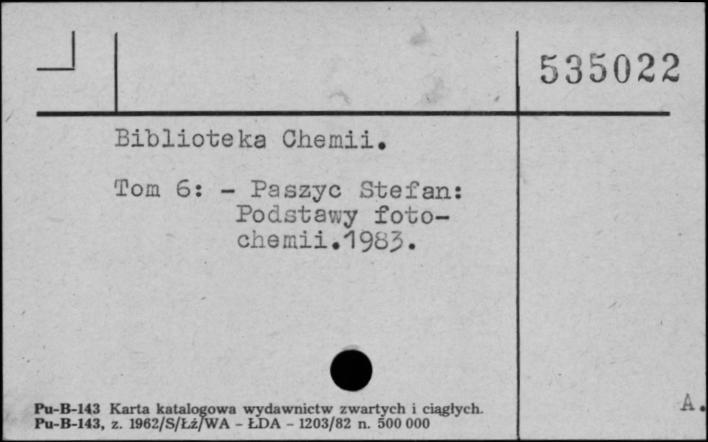 535022
Biblioteka Chemii.
Tom 6: - Paszyc Stefan:
Podstawy foto-
chemii.1983.
A.
Pu-B-143 Karta katalogowa wydawnictw zwartych i ciągłych.
Pu-B-143, z. 1962/S/Łź/WA - ŁDA - 1203/82 n. 500 000